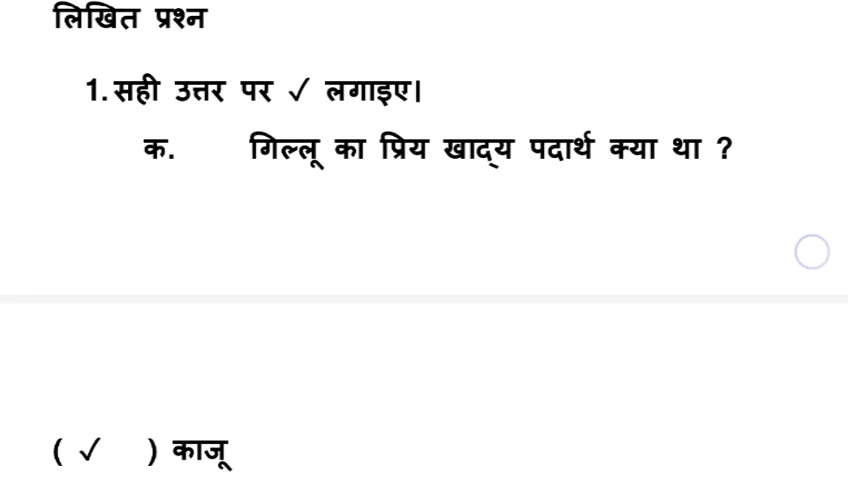 लिखित प्रश्न
1. सही उत्तर पर ✓ लगाइए।
क. गिल्लू का प्रिय खाद्य पदार्थ क्या था ?
( ✓ ) काजू